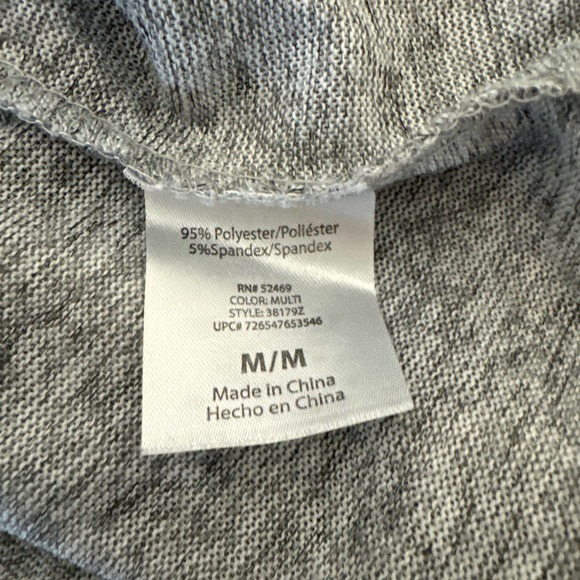 95% Polyester/Poliéster
5%Spandex/Spandex
RN# 52469
COLOR: MULTI
STYLE: 38179Z
UPC# 726547653546
M/M
Made in China
Hecho en China